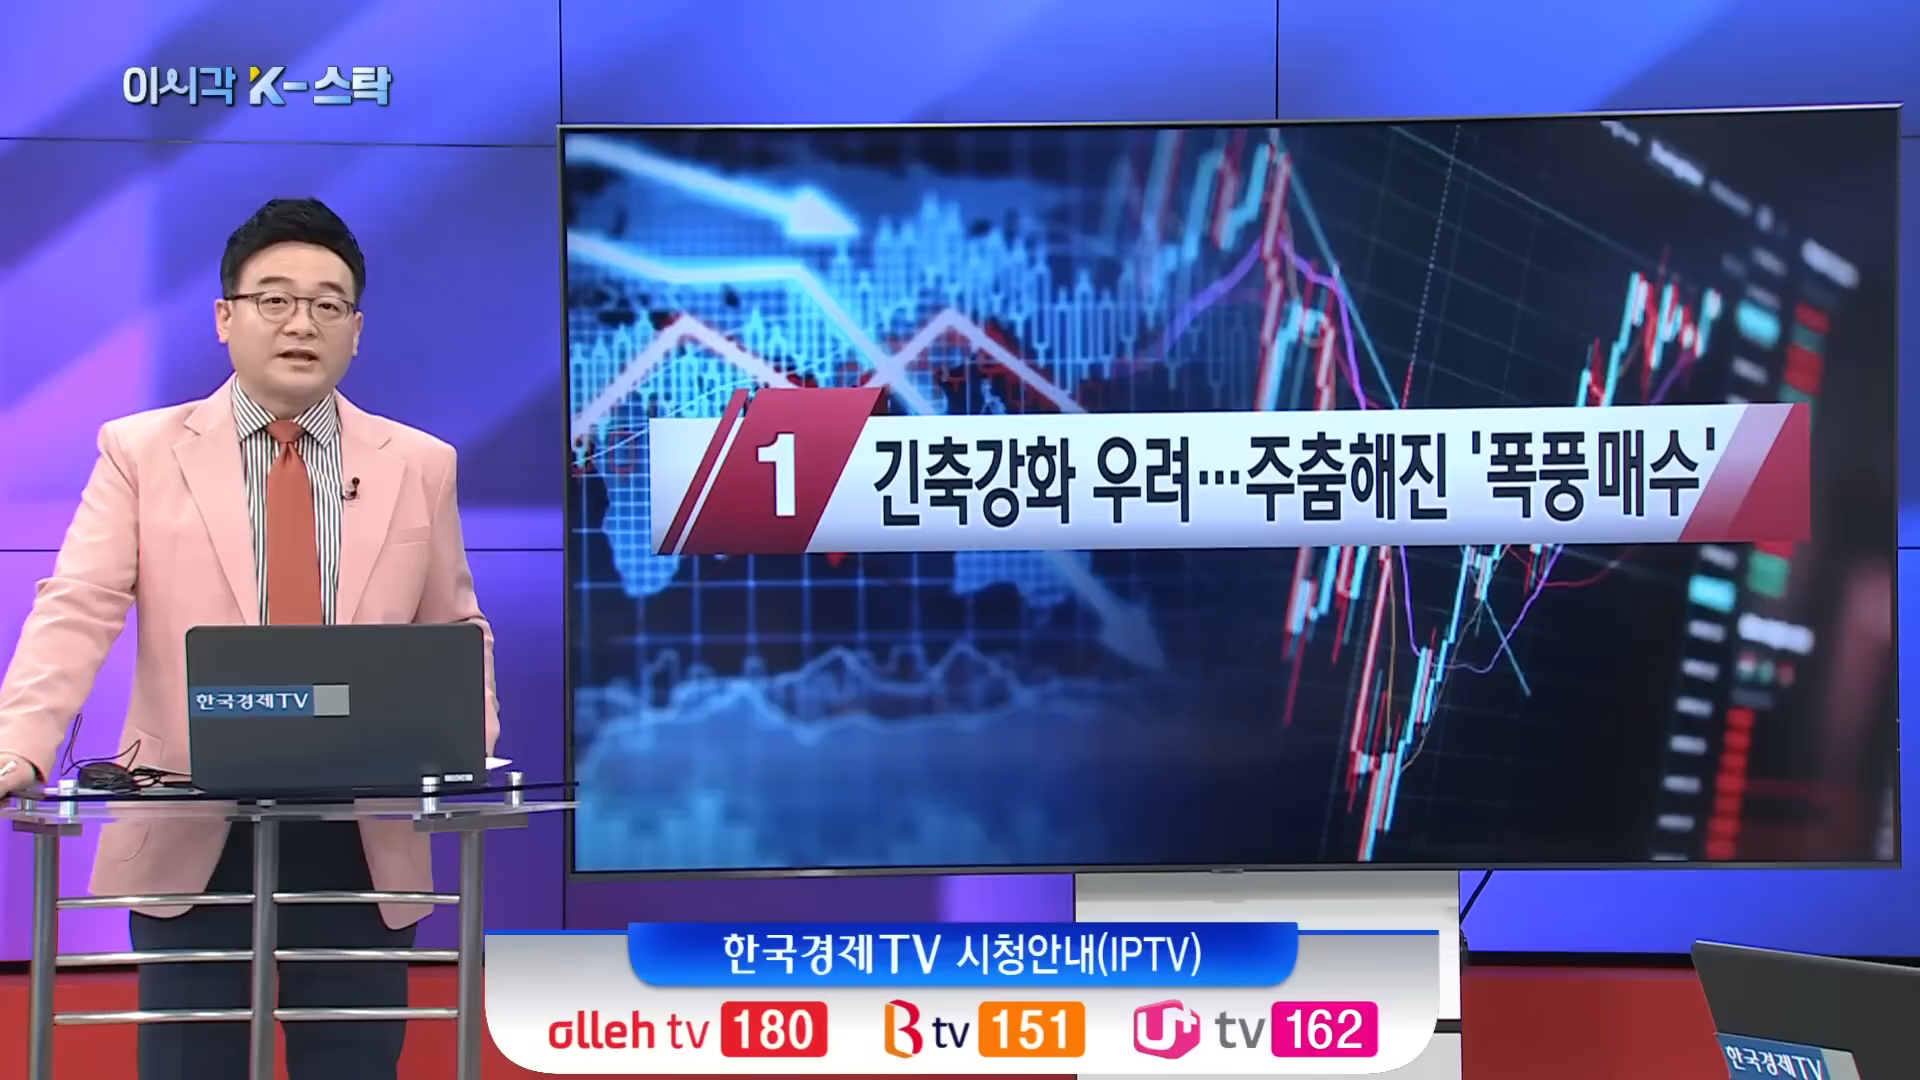 이시각 K-스탁
1 긴축강화 우려…주춤해진 '폭풍매수'
한국경제TV
한국경제TV 시청안내(IPTV)
olleh tv 180 B tv 151 U+ tv 162
한국경제TV